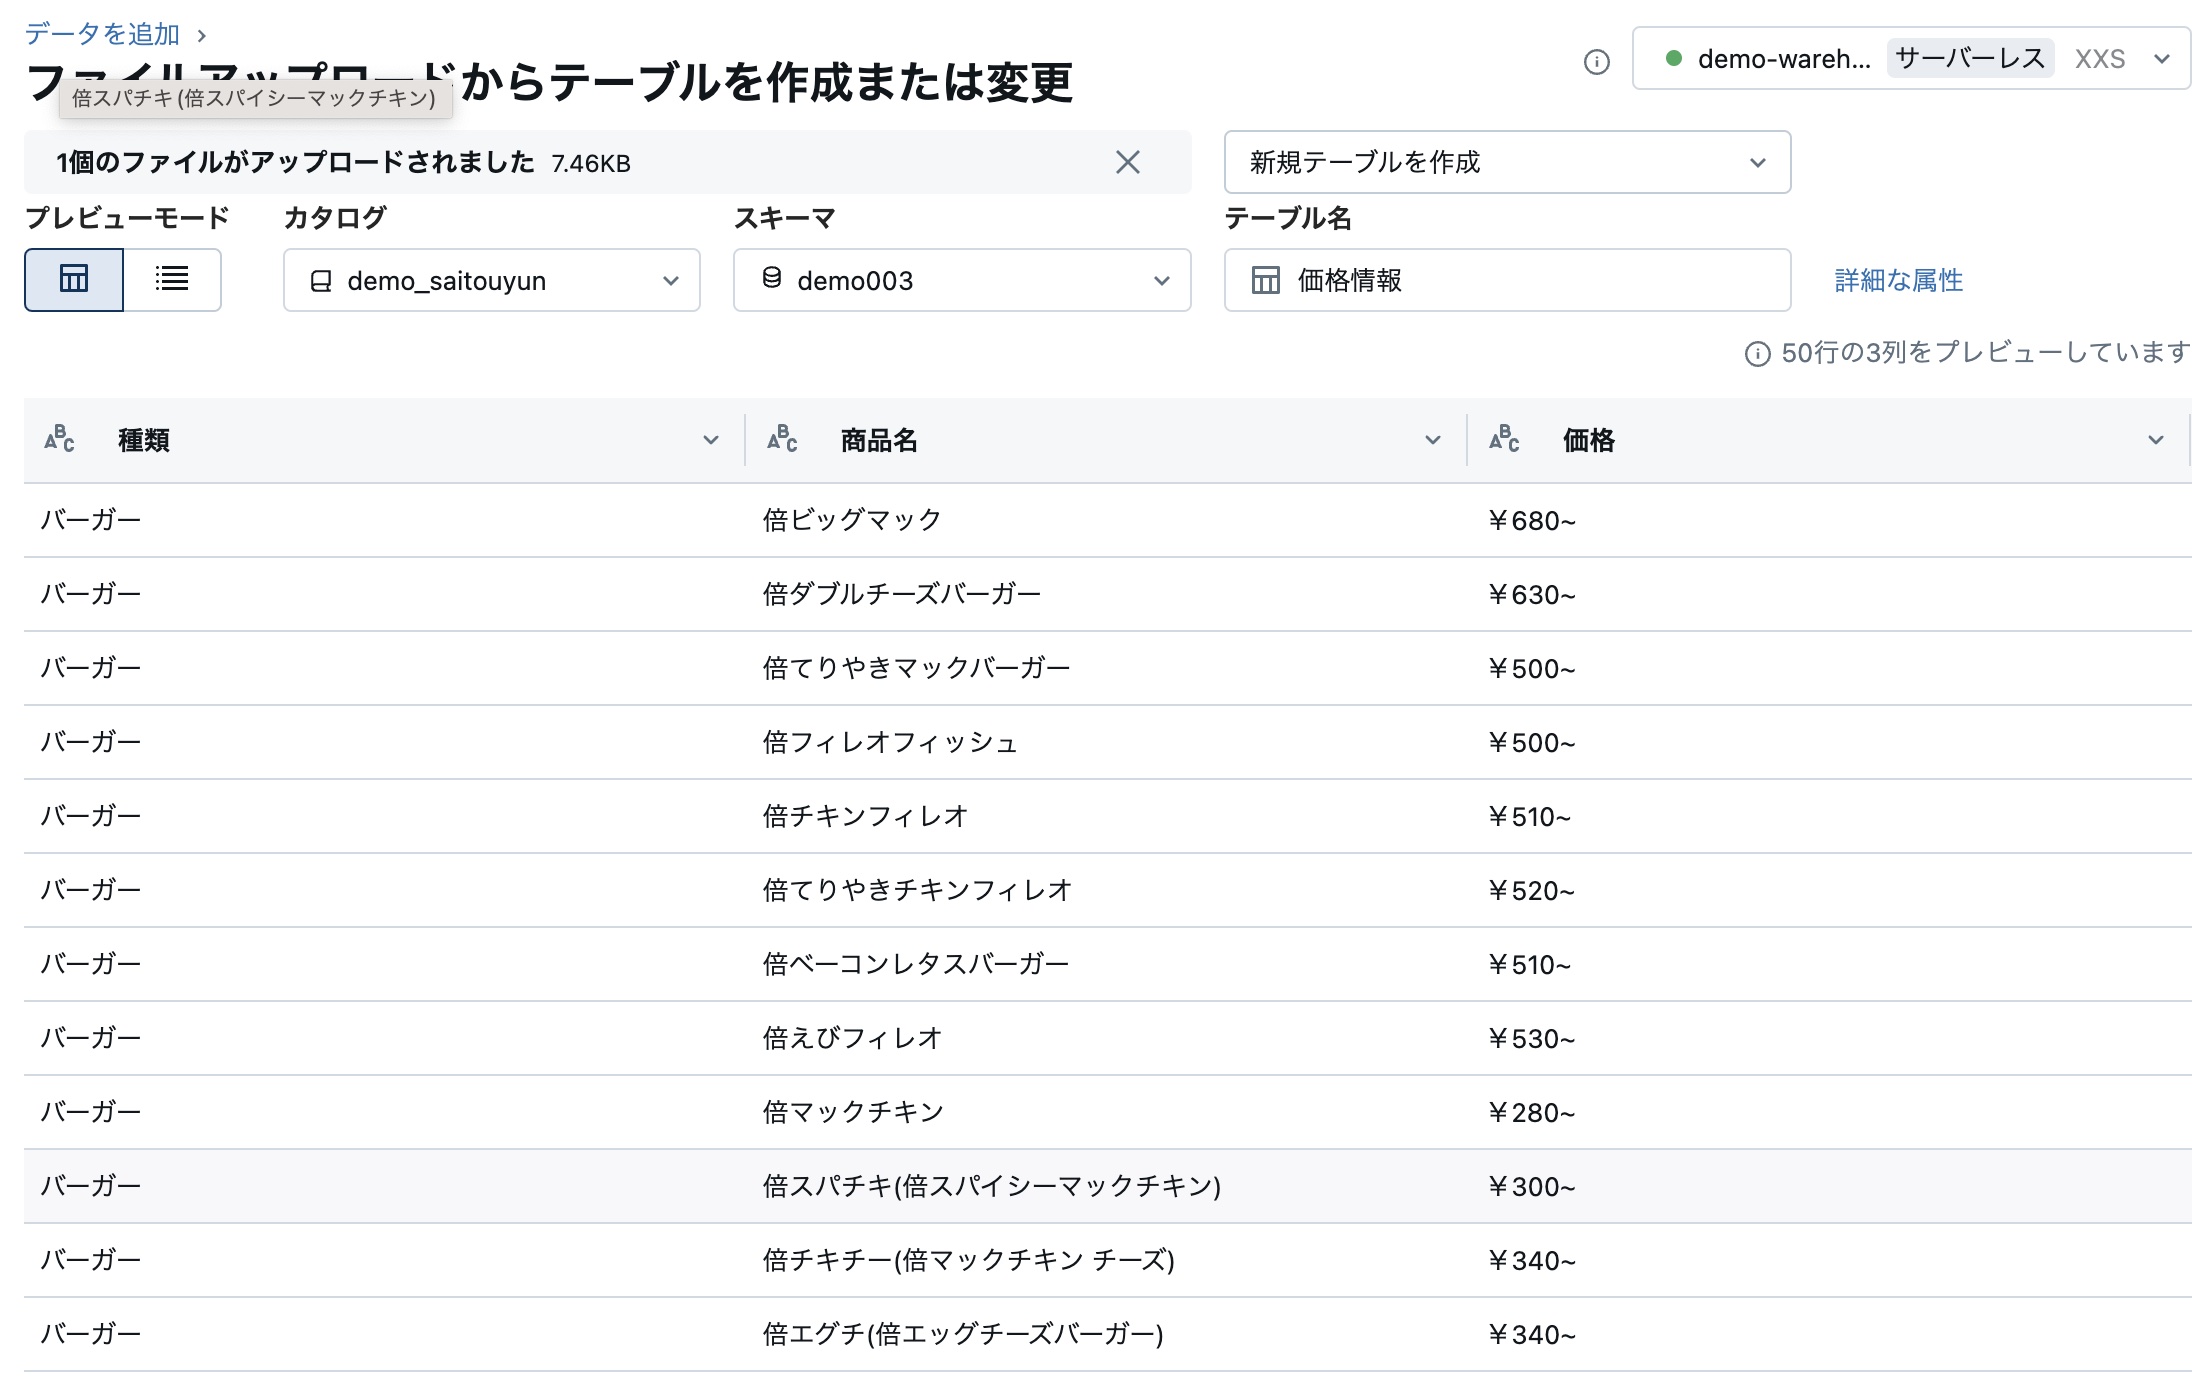 データを追加 ›
ファイルアップロードからテーブルを作成または変更
倍スパチキ(倍スパイシーマックチキン)
demo-wareh... サーバーレス XXS
1個のファイルがアップロードされました 7.46KB
新規テーブルを作成
プレビューモード カタログ スキーマ テーブル名
demo_saitouyun demo003 価格情報 詳細な属性
50行の3列をプレビューしています
ABC 種類 ABC 商品名 ABC 価格
バーガー 倍ビッグマック ￥680~
バーガー 倍ダブルチーズバーガー ￥630~
バーガー 倍てりやきマックバーガー ￥500~
バーガー 倍フィレオフィッシュ ￥500~
バーガー 倍チキンフィレオ ￥510~
バーガー 倍てりやきチキンフィレオ ￥520~
バーガー 倍ベーコンレタスバーガー ￥510~
バーガー 倍えびフィレオ ￥530~
バーガー 倍マックチキン ￥280~
バーガー 倍スパチキ(倍スパイシーマックチキン) ￥300~
バーガー 倍チキチー(倍マックチキン チーズ) ￥340~
バーガー 倍エグチ(倍エッグチーズバーガー) ￥340~